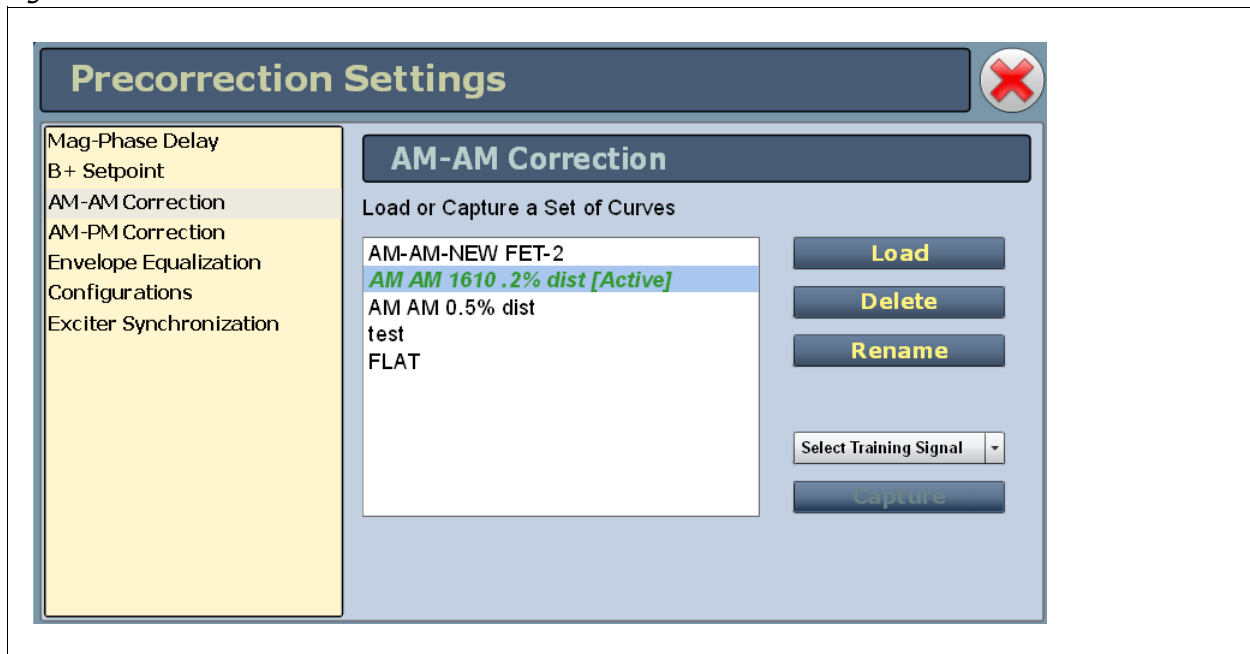 Precorrection Settings
Mag-Phase Delay
B+ Setpoint
AM-AM Correction
AM-PM Correction
Envelope Equalization
Configurations
Exciter Synchronization
AM-AM Correction
Load or Capture a Set of Curves
AM-AM-NEW FET-2
AM AM 1610 .2% dist [Active]
AM AM 0.5% dist
test
FLAT
Load
Delete
Rename
Select Training Signal
Capture